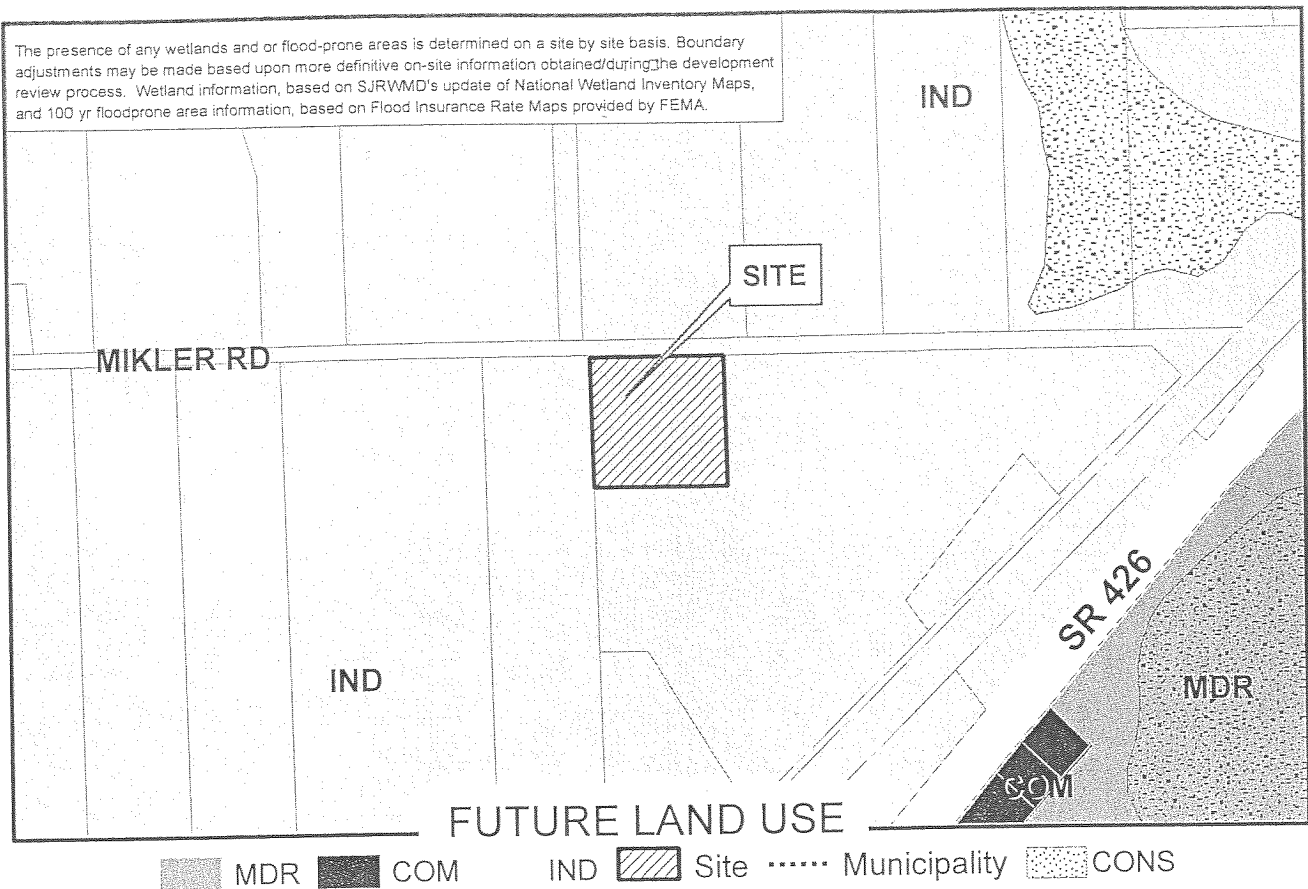 The presence of any wetlands and or flood-prone areas is determined on a site by site basis. Boundary
adjustments may be made based upon more definitive on-site information obtained/during the development
review process. Wetland information, based on SJRWMD's update of National Wetland Inventory Maps,
and 100 yr floodprone area information, based on Flood Insurance Rate Maps provided by FEMA.
IND
SITE
MIKLER RD
SR 426
IND
MDR
COM
FUTURE LAND USE
MDR COM IND Site Municipality CONS